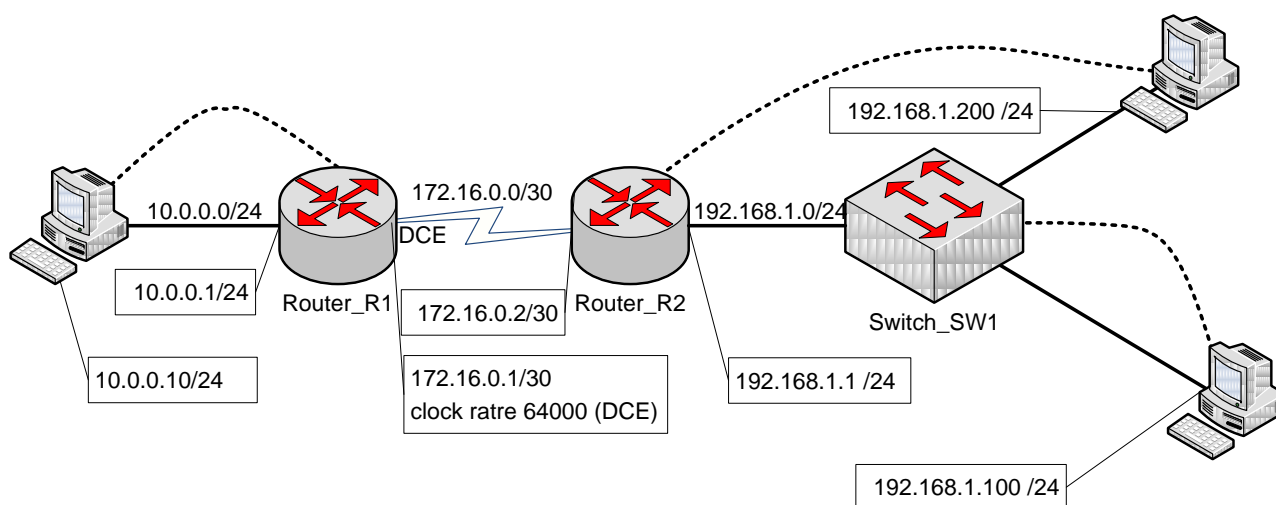 192.168.1.200 /24
10.0.0.0/24
172.16.0.0/30
192.168.1.0/24
DCE
10.0.0.1/24
Router_R1
172.16.0.2/30
Router_R2
Switch_SW1
10.0.0.10/24
172.16.0.1/30
clock ratre 64000 (DCE)
192.168.1.1 /24
192.168.1.100 /24